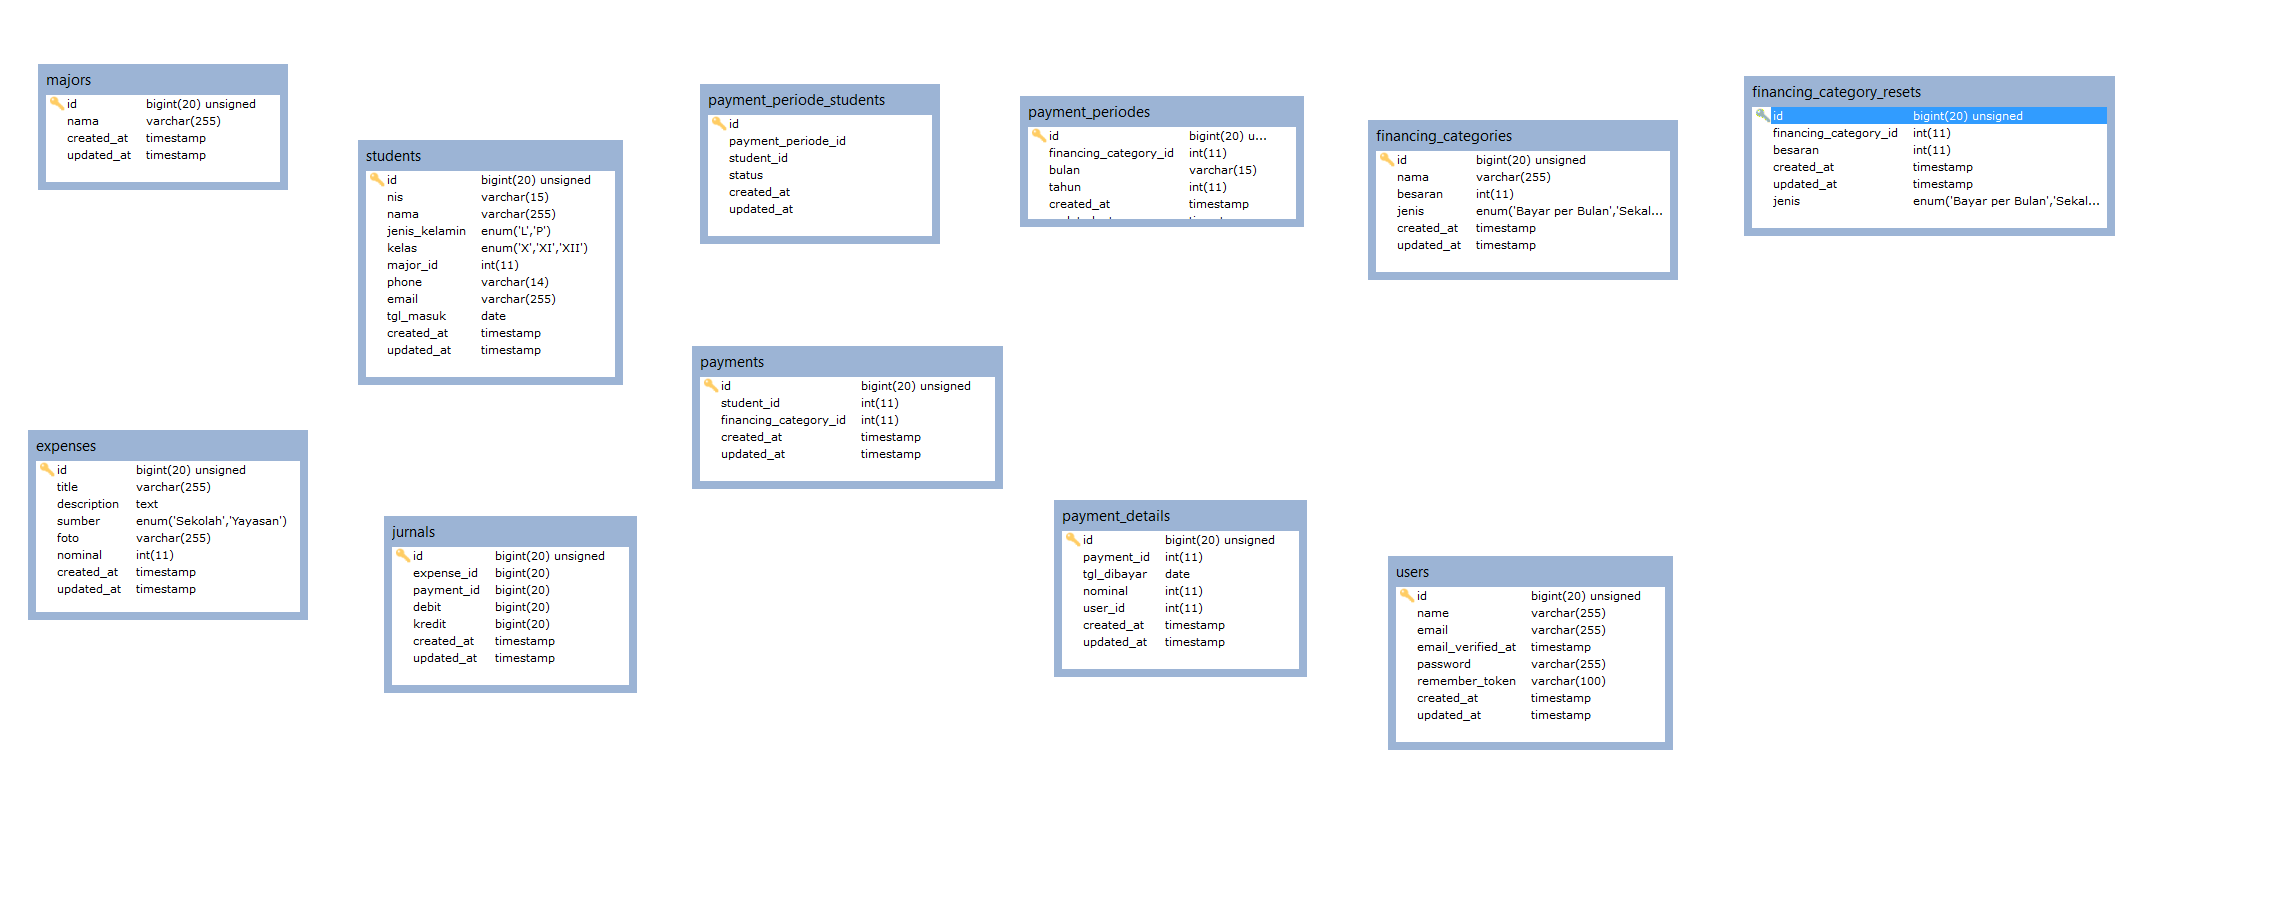 majors
id bigint(20) unsigned
nama varchar(255)
created_at timestamp
updated_at timestamp
students
id bigint(20) unsigned
nis varchar(15)
nama varchar(255)
jenis_kelamin enum('L','P')
kelas enum('X','XI','XII')
major_id int(11)
phone varchar(14)
email varchar(255)
tgl_masuk date
created_at timestamp
updated_at timestamp
payment_periode_students
id
payment_periode_id
student_id
status
created_at
updated_at
payment_periodes
id bigint(20) u...
financing_category_id int(11)
bulan varchar(15)
tahun int(11)
created_at timestamp
financing_categories
id bigint(20) unsigned
nama varchar(255)
besaran int(11)
jenis enum('Bayar per Bulan','Sekal...
created_at timestamp
updated_at timestamp
financing_category_resets
id bigint(20) unsigned
financing_category_id int(11)
besaran int(11)
created_at timestamp
updated_at timestamp
jenis enum('Bayar per Bulan','Sekal...
payments
id bigint(20) unsigned
student_id int(11)
financing_category_id int(11)
created_at timestamp
updated_at timestamp
expenses
id bigint(20) unsigned
title varchar(255)
description text
sumber enum('Sekolah','Yayasan')
foto varchar(255)
nominal int(11)
created_at timestamp
updated_at timestamp
jurnals
id bigint(20) unsigned
expense_id bigint(20)
payment_id bigint(20)
debit bigint(20)
kredit bigint(20)
created_at timestamp
updated_at timestamp
payment_details
id bigint(20) unsigned
payment_id int(11)
tgl_dibayar date
nominal int(11)
user_id int(11)
created_at timestamp
updated_at timestamp
users
id bigint(20) unsigned
name varchar(255)
email varchar(255)
email_verified_at timestamp
password varchar(255)
remember_token varchar(100)
created_at timestamp
updated_at timestamp